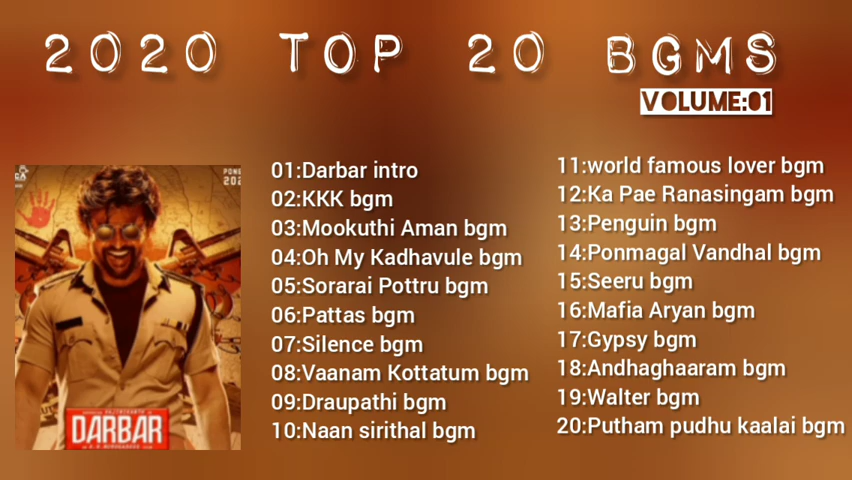 2020 TOP 20 BGMS
VOLUME:01
01:Darbar intro
02:KKK bgm
03:Mookuthi Aman bgm
04:Oh My Kadhavule bgm
05:Sorarai Pottru bgm
06:Pattas bgm
07:Silence bgm
08:Vaanam Kottatum bgm
09:Draupathi bgm
10:Naan sirithal bgm
11:world famous lover bgm
12:Ka Pae Ranasingam bgm
13:Penguin bgm
14:Ponmagal Vandhal bgm
15:Seeru bgm
16:Mafia Aryan bgm
17:Gypsy bgm
18:Andhaghaaram bgm
19:Walter bgm
20:Putham pudhu kaalai bgm
DARBAR